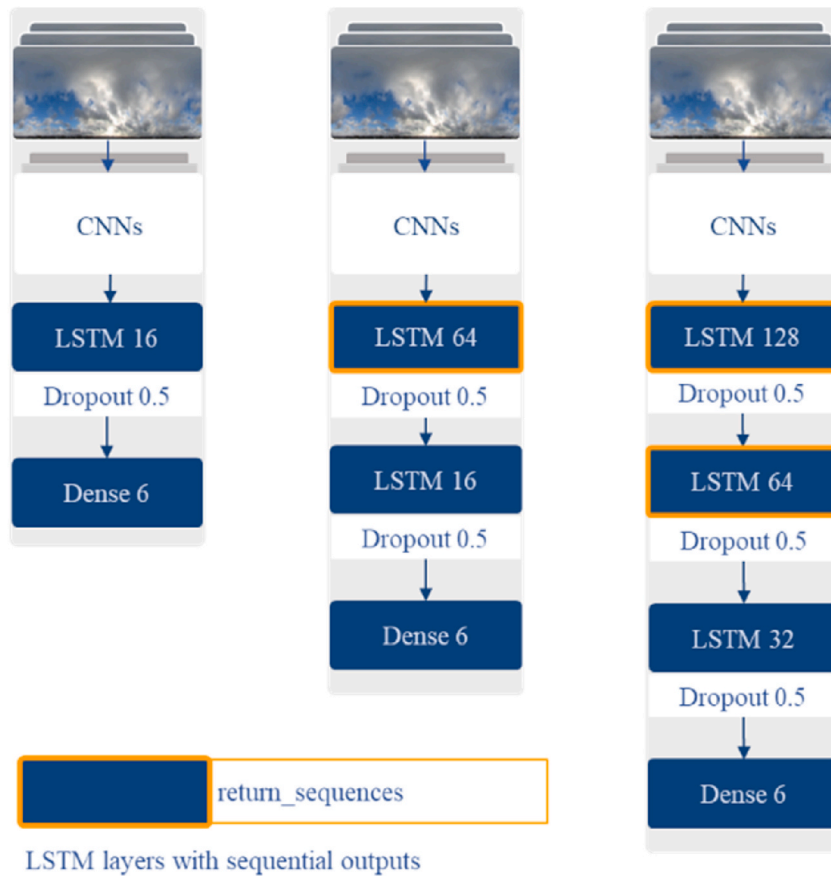 CNNs
LSTM 16
Dropout 0.5
Dense 6
CNNs
LSTM 64
Dropout 0.5
LSTM 16
Dropout 0.5
Dense 6
CNNs
LSTM 128
Dropout 0.5
LSTM 64
Dropout 0.5
LSTM 32
Dropout 0.5
Dense 6
return_sequences
LSTM layers with sequential outputs